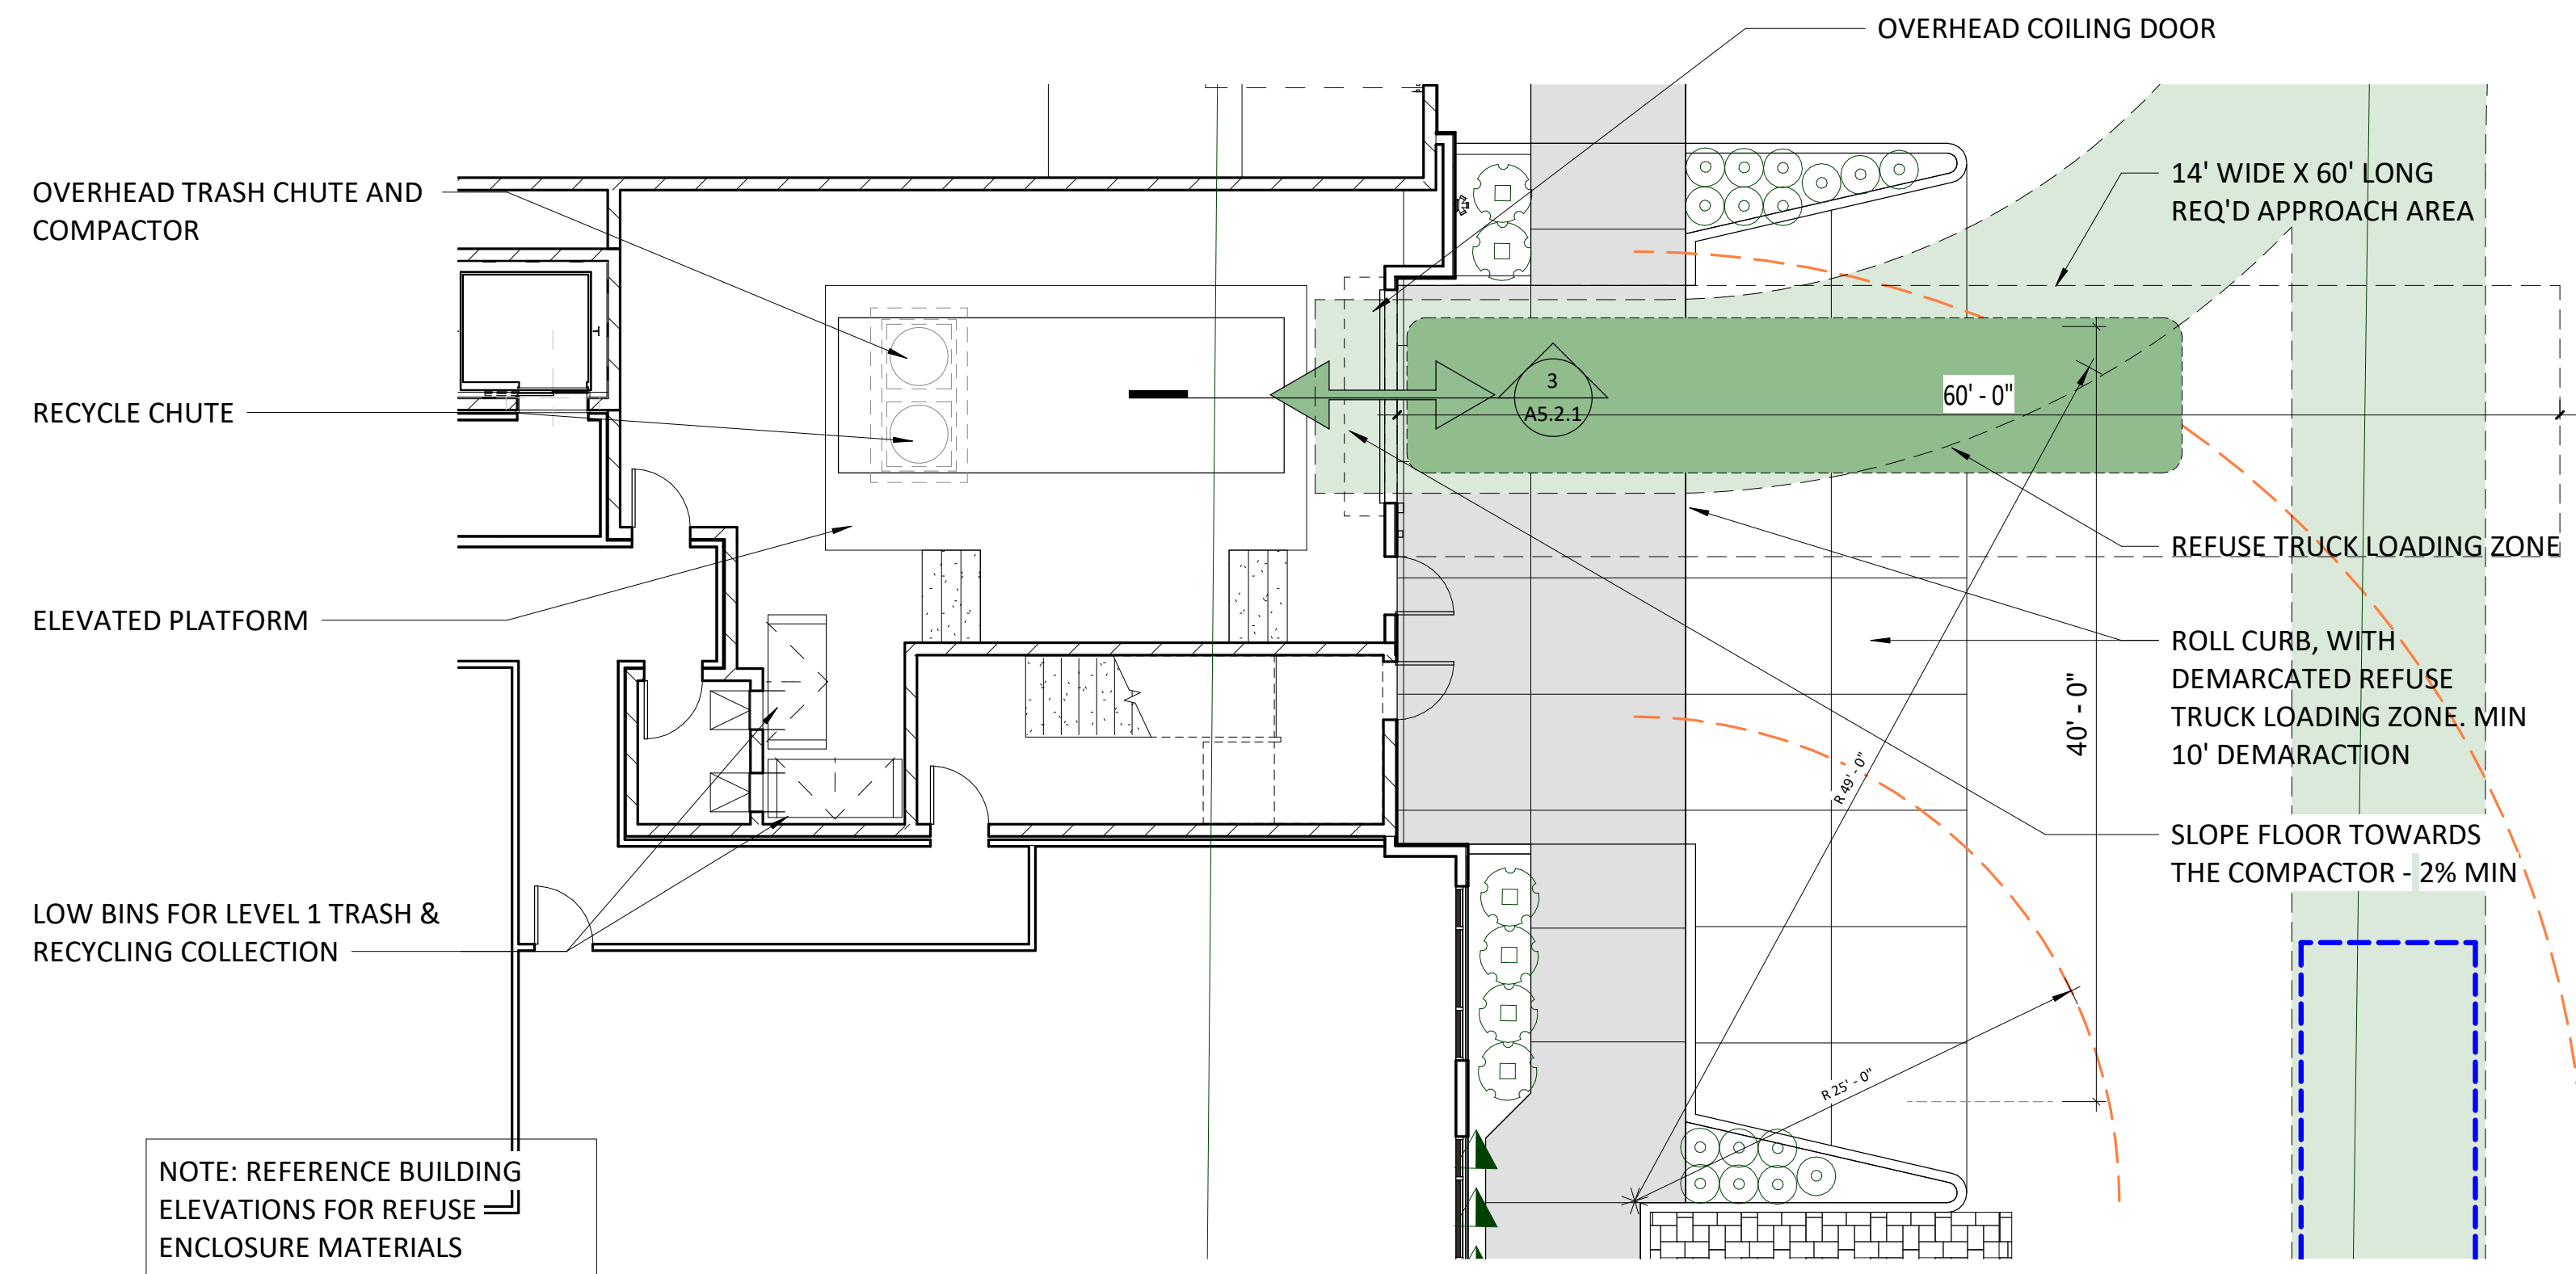 OVERHEAD COILING DOOR
OVERHEAD TRASH CHUTE AND
COMPACTOR
14' WIDE X 60' LONG
REQ'D APPROACH AREA
3
A5.2.1
60' - 0"
RECYCLE CHUTE
REFUSE TRUCK LOADING ZONE
ELEVATED PLATFORM
ROLL CURB, WITH
DEMARCATED REFUSE
TRUCK LOADING ZONE. MIN
10' DEMARACTION
40' - 0"
R 49' - 0"
SLOPE FLOOR TOWARDS
THE COMPACTOR - 2% MIN
LOW BINS FOR LEVEL 1 TRASH &
RECYCLING COLLECTION
R 25' - 0"
NOTE: REFERENCE BUILDING
ELEVATIONS FOR REFUSE
ENCLOSURE MATERIALS